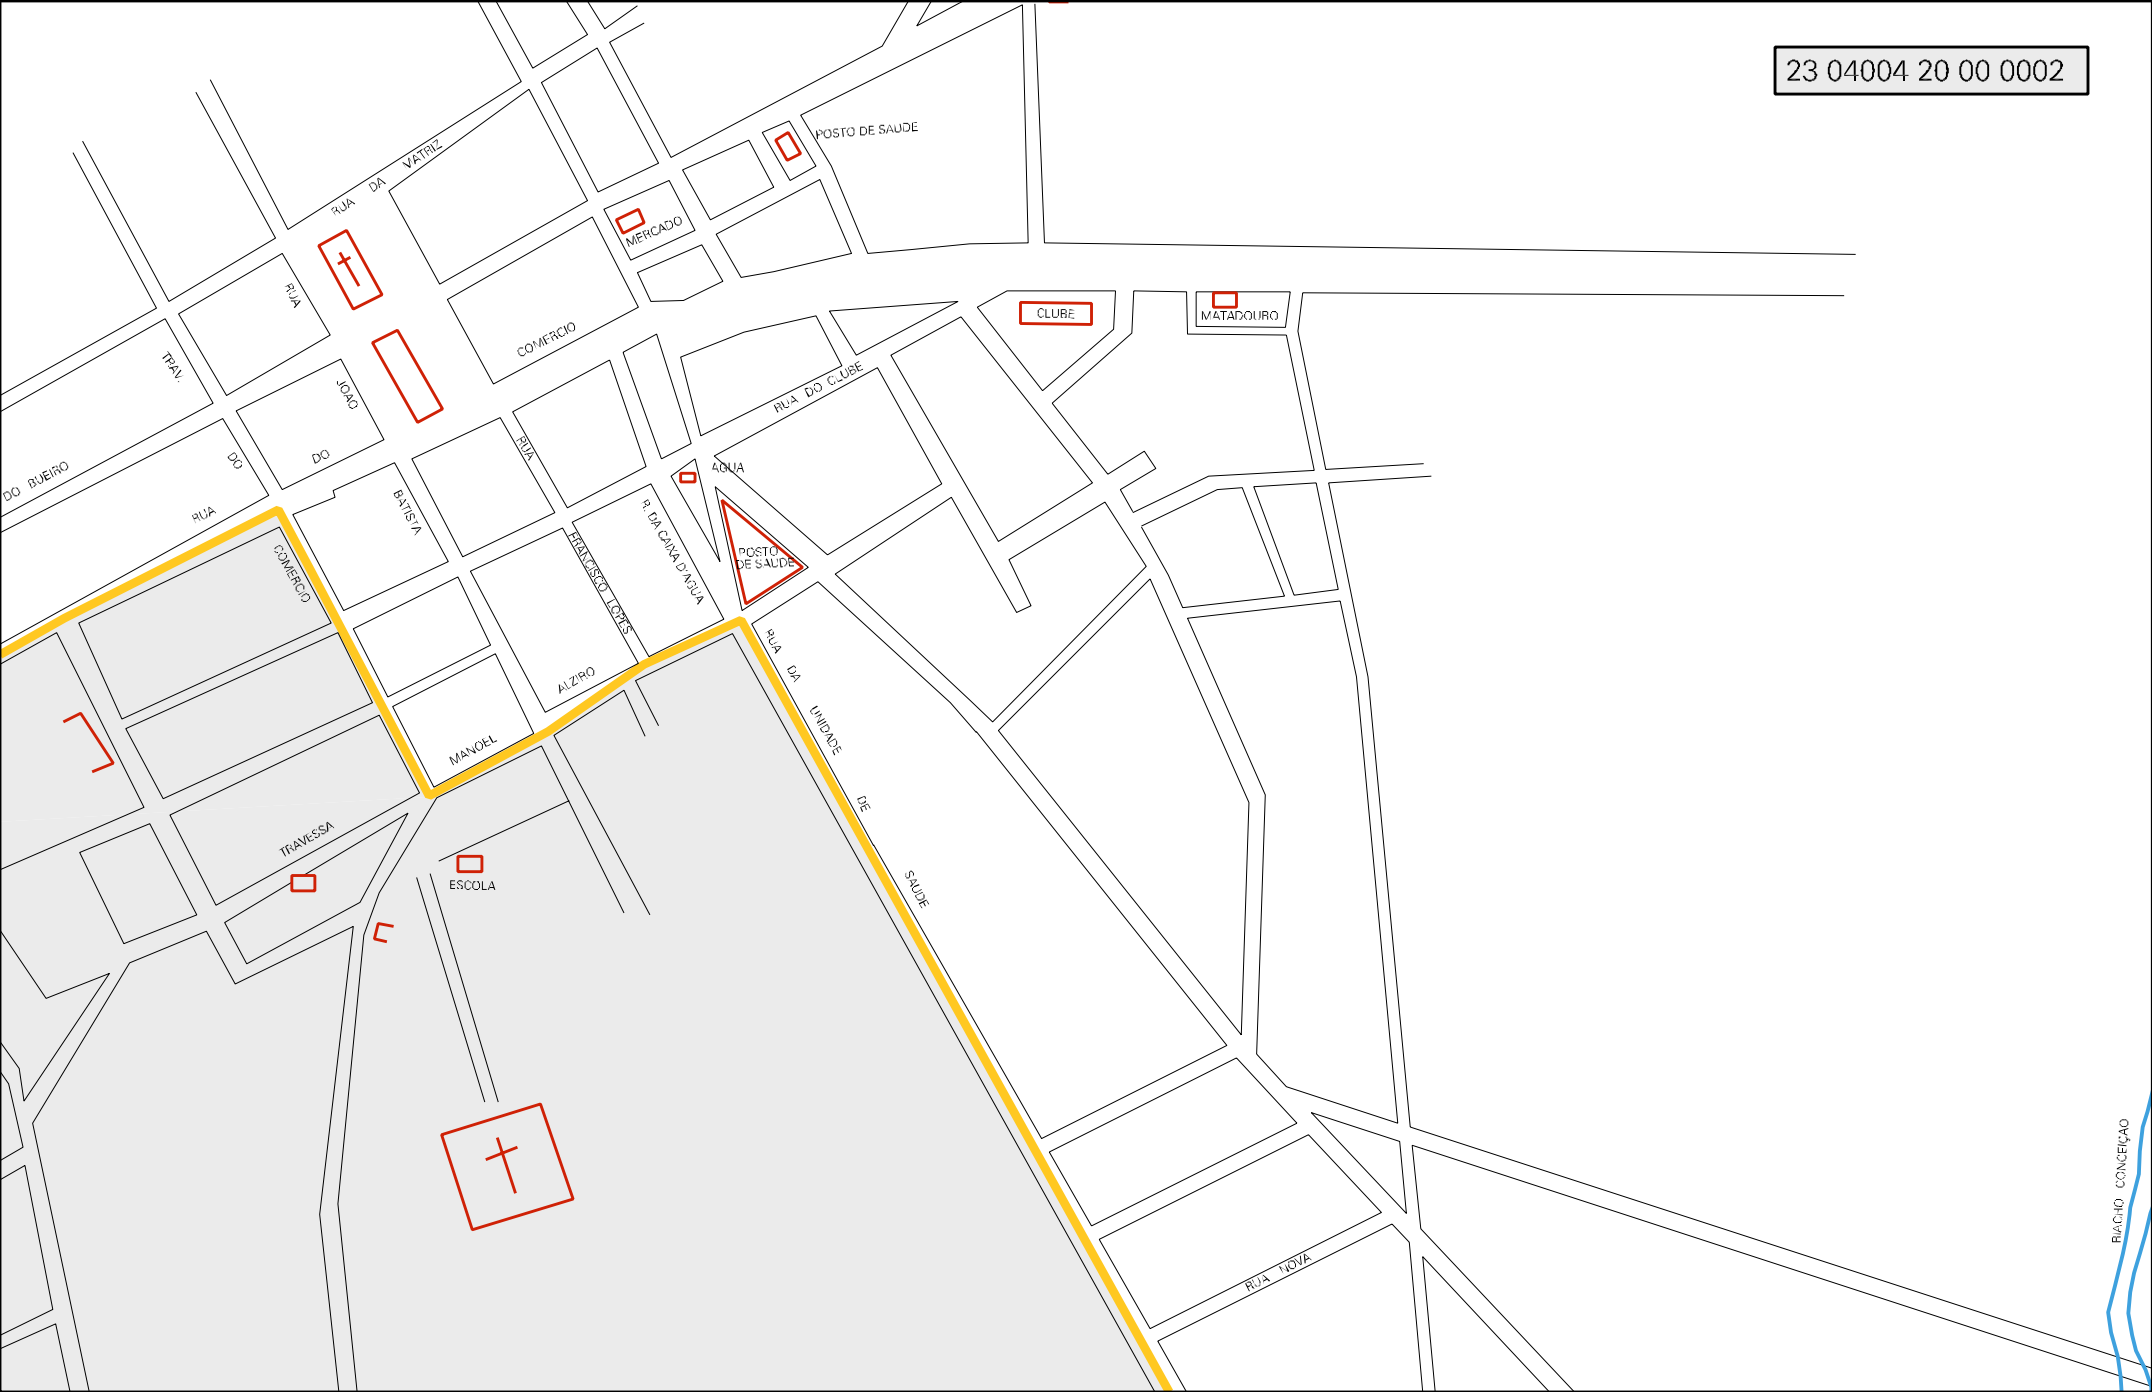 23 04004 20 00 0002
POSTO DE SAUDE
RUA DA MATRIZ
MERCADO
RUA
CLUBE
MATADOURO
COMERCIO
TRAV.
JOAO
RUA DO CLUBE
DO
DO
RUA
AGUA
DO BUEIRO
BATISTA
RUA
R. DA CAIXA D'AGUA
POSTO
DE SAUDE
FRANCISCO LOPES
COMERCIO
ALZIRO
MANOEL
RUA DA UNIDADE DE SAUDE
TRAVESSA
ESCOLA
RUA NOVA
RIACHO CONCEIÇAO